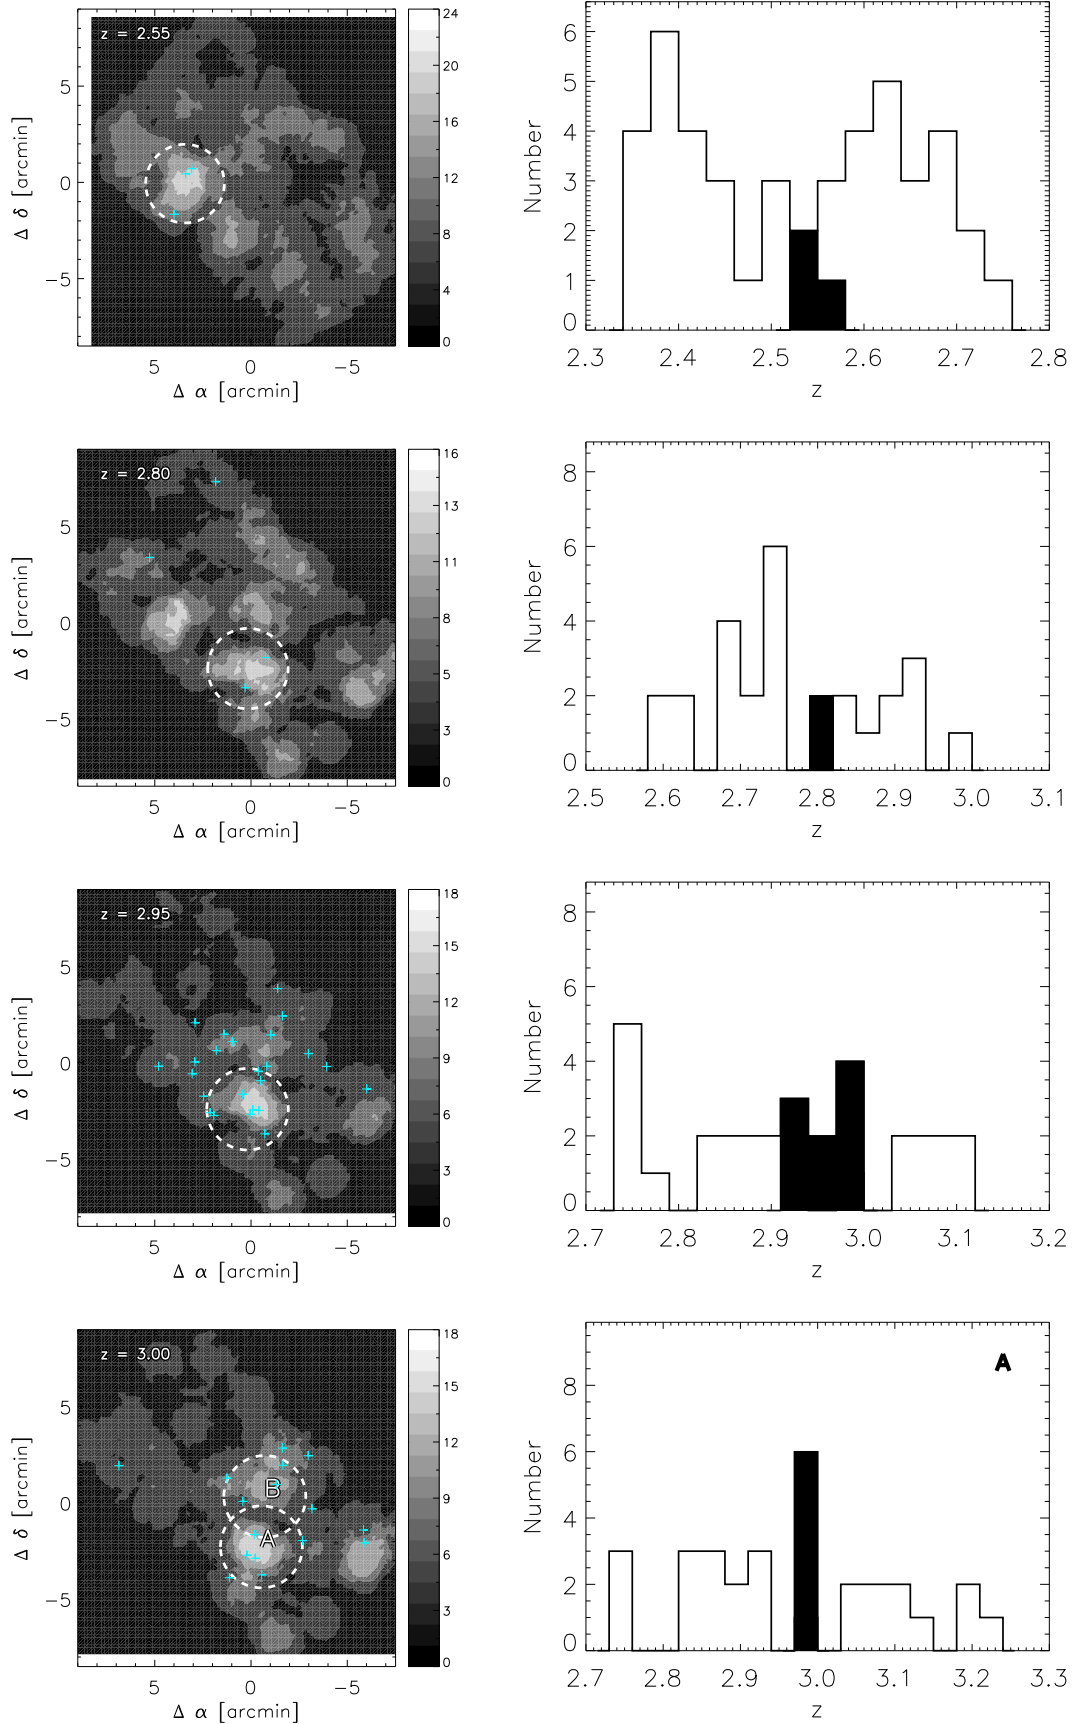 z = 2.55
5
0
−5
Δ δ [arcmin]
5 0 −5
Δ α [arcmin]
24
20
16
12
8
4
0
6
5
4
3
2
1
0
Number
2.3 2.4 2.5 2.6 2.7 2.8
z
z = 2.80
5
0
−5
Δ δ [arcmin]
5 0 −5
Δ α [arcmin]
16
13
11
8
5
3
0
8
6
4
2
0
Number
2.5 2.6 2.7 2.8 2.9 3.0 3.1
z
z = 2.95
5
0
−5
Δ δ [arcmin]
5 0 −5
Δ α [arcmin]
18
15
12
9
6
3
0
8
6
4
2
0
Number
2.7 2.8 2.9 3.0 3.1 3.2
z
z = 3.00
B
A
5
0
−5
Δ δ [arcmin]
5 0 −5
Δ α [arcmin]
18
15
12
9
6
3
0
A
8
6
4
2
0
Number
2.7 2.8 2.9 3.0 3.1 3.2 3.3
z